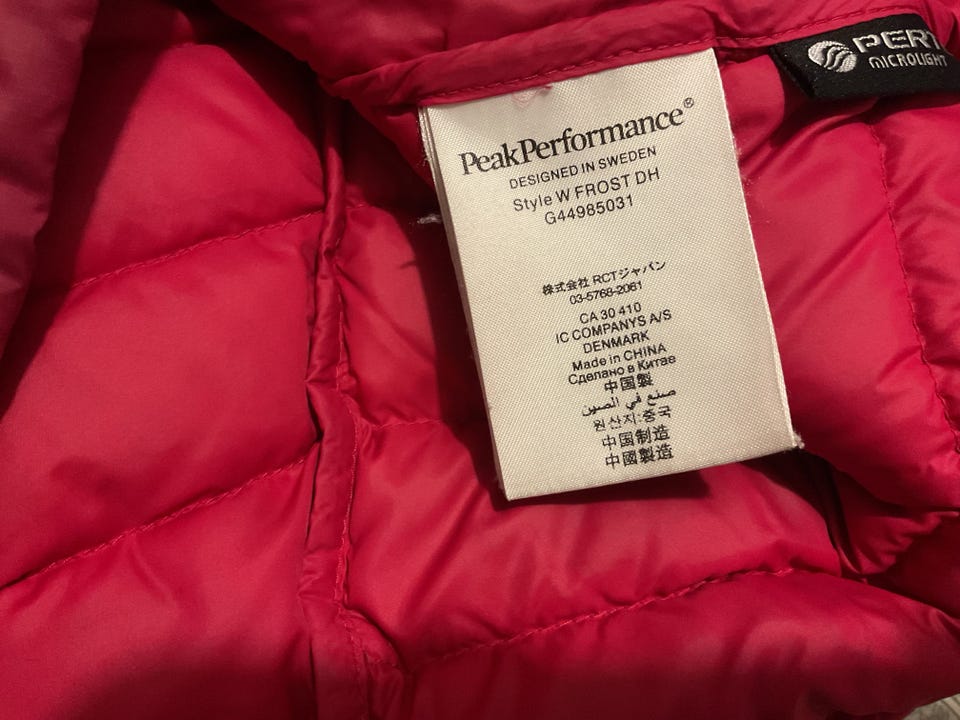 PeakPerformance®
DESIGNED IN SWEDEN
Style W FROST DH
G44985031
株式会社 RCTジャパン
03-5768-2061
CA 30 410
IC COMPANYS A/S
DENMARK
Made in CHINA
Сделано в Китае
中国製
صنع في الصين
원산지:중국
中国制造
中國製造
PERT
MICROLIGHT